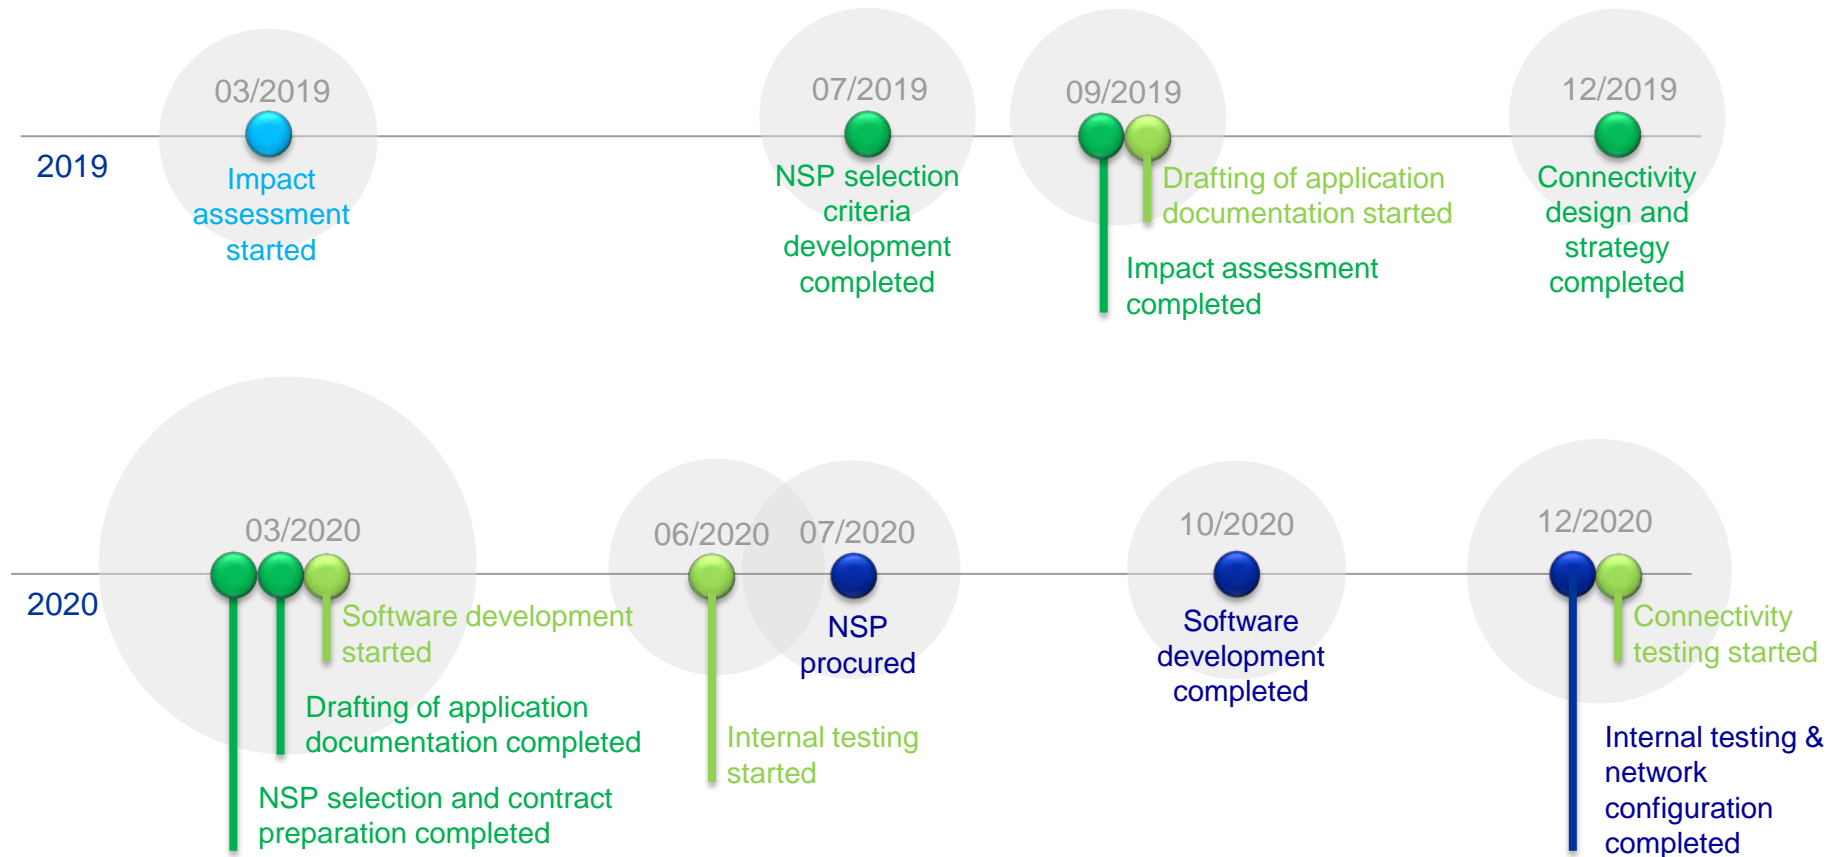 2019
03/2019
Impact
assessment
started
07/2019
NSP selection
criteria
development
completed
09/2019
Drafting of application
documentation started
Impact assessment
completed
12/2019
Connectivity
design and
strategy
completed
2020
03/2020
Software development
started
Drafting of application
documentation completed
NSP selection and contract
preparation completed
06/2020
Internal testing
started
07/2020
NSP
procured
10/2020
Software
development
completed
12/2020
Connectivity
testing started
Internal testing &
network
configuration
completed